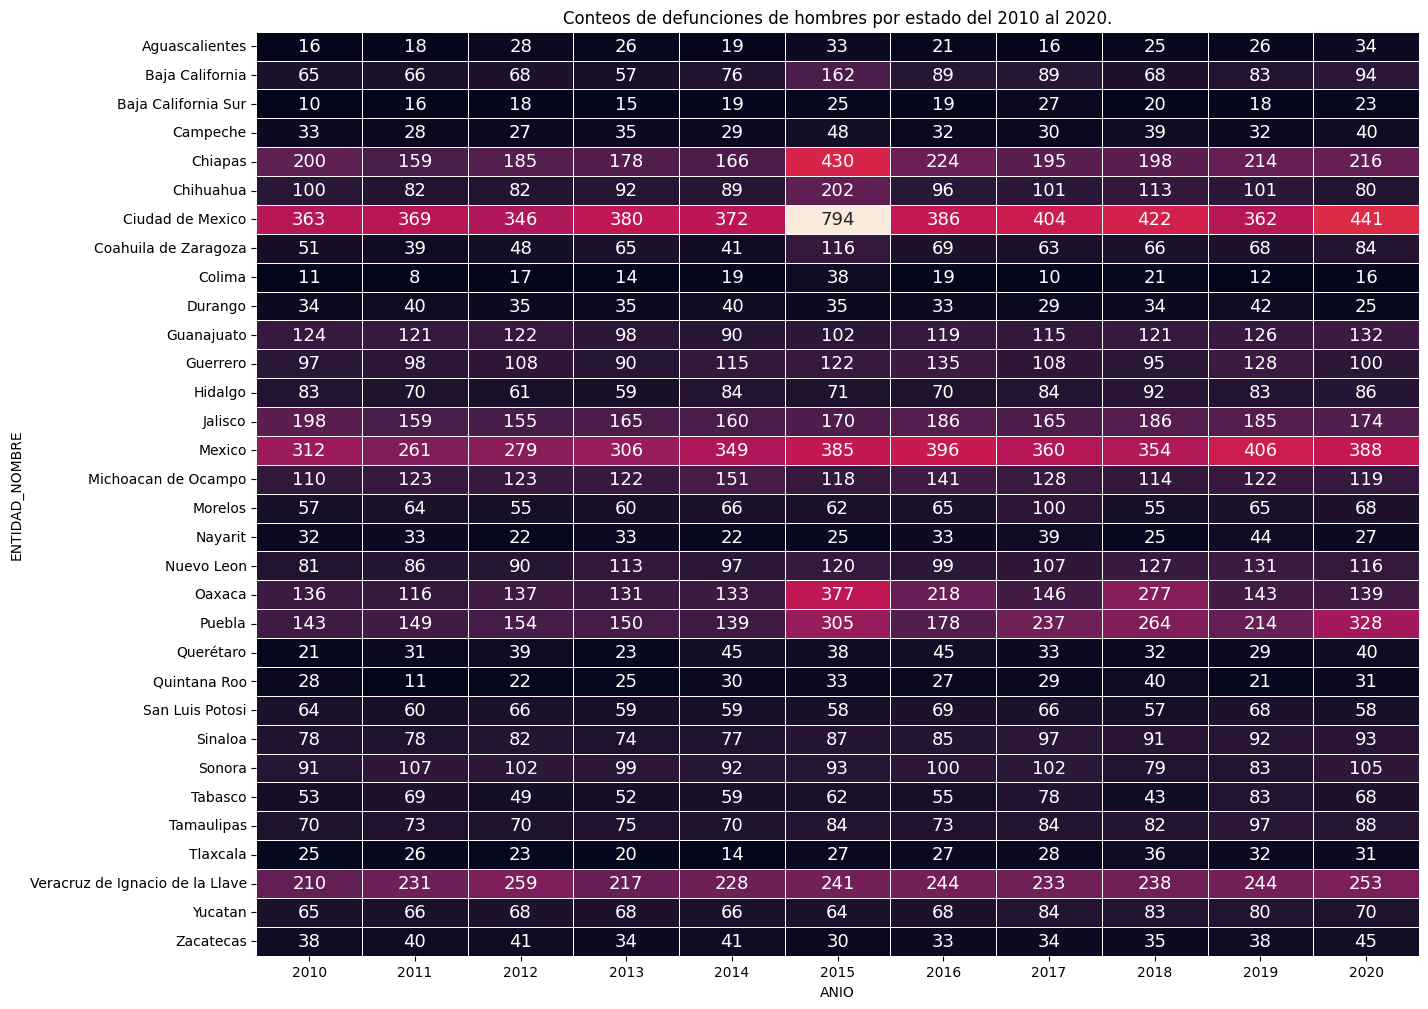 Conteos de defunciones de hombres por estado del 2010 al 2020.
ENTIDAD_NOMBRE
Aguascalientes 16 18 28 26 19 33 21 16 25 26 34
Baja California 65 66 68 57 76 162 89 89 68 83 94
Baja California Sur 10 16 18 15 19 25 19 27 20 18 23
Campeche 33 28 27 35 29 48 32 30 39 32 40
Chiapas 200 159 185 178 166 430 224 195 198 214 216
Chihuahua 100 82 82 92 89 202 96 101 113 101 80
Ciudad de Mexico 363 369 346 380 372 794 386 404 422 362 441
Coahuila de Zaragoza 51 39 48 65 41 116 69 63 66 68 84
Colima 11 8 17 14 19 38 19 10 21 12 16
Durango 34 40 35 35 40 35 33 29 34 42 25
Guanajuato 124 121 122 98 90 102 119 115 121 126 132
Guerrero 97 98 108 90 115 122 135 108 95 128 100
Hidalgo 83 70 61 59 84 71 70 84 92 83 86
Jalisco 198 159 155 165 160 170 186 165 186 185 174
Mexico 312 261 279 306 349 385 396 360 354 406 388
Michoacan de Ocampo 110 123 123 122 151 118 141 128 114 122 119
Morelos 57 64 55 60 66 62 65 100 55 65 68
Nayarit 32 33 22 33 22 25 33 39 25 44 27
Nuevo Leon 81 86 90 113 97 120 99 107 127 131 116
Oaxaca 136 116 137 131 133 377 218 146 277 143 139
Puebla 143 149 154 150 139 305 178 237 264 214 328
Querétaro 21 31 39 23 45 38 45 33 32 29 40
Quintana Roo 28 11 22 25 30 33 27 29 40 21 31
San Luis Potosi 64 60 66 59 59 58 69 66 57 68 58
Sinaloa 78 78 82 74 77 87 85 97 91 92 93
Sonora 91 107 102 99 92 93 100 102 79 83 105
Tabasco 53 69 49 52 59 62 55 78 43 83 68
Tamaulipas 70 73 70 75 70 84 73 84 82 97 88
Tlaxcala 25 26 23 20 14 27 27 28 36 32 31
Veracruz de Ignacio de la Llave 210 231 259 217 228 241 244 233 238 244 253
Yucatan 65 66 68 68 66 64 68 84 83 80 70
Zacatecas 38 40 41 34 41 30 33 34 35 38 45
2010 2011 2012 2013 2014 2015 2016 2017 2018 2019 2020
ANIO